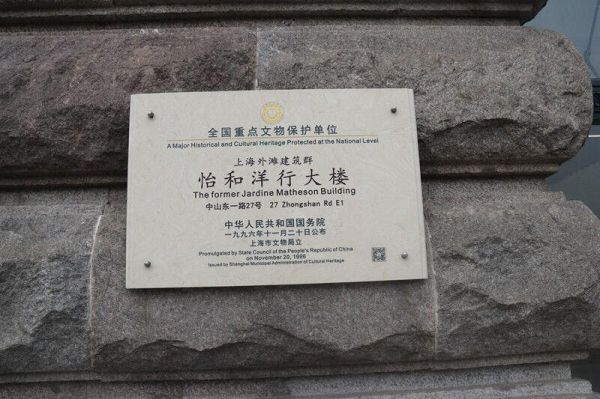 全国重点文物保护单位
A Major Historical and Cultural Heritage Protected at the National Level
上海外滩建筑群
怡和洋行大楼
The former Jardine Matheson Building
中山东一路27号 27 Zhongshan Rd E1
中华人民共和国国务院
一九九六年十一月二十日公布
上海市文物局立
Promulgated by State Council of the People's Republic of China
on November 20, 1996
Issued by Shanghai Municipal Administration of Cultural Heritage